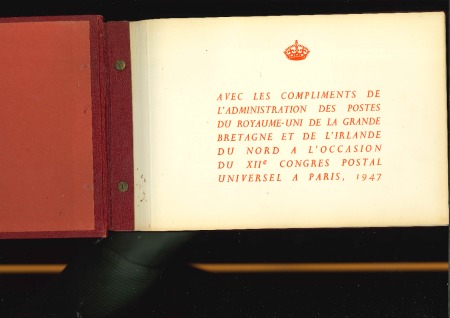 AVEC LES COMPLIMENTS DE
L'ADMINISTRATION DES POSTES
DU ROYAUME-UNI DE LA GRANDE
BRETAGNE ET DE L'IRLANDE
DU NORD A L'OCCASION
DU XIIe CONGRES POSTAL
UNIVERSEL A PARIS, 1947